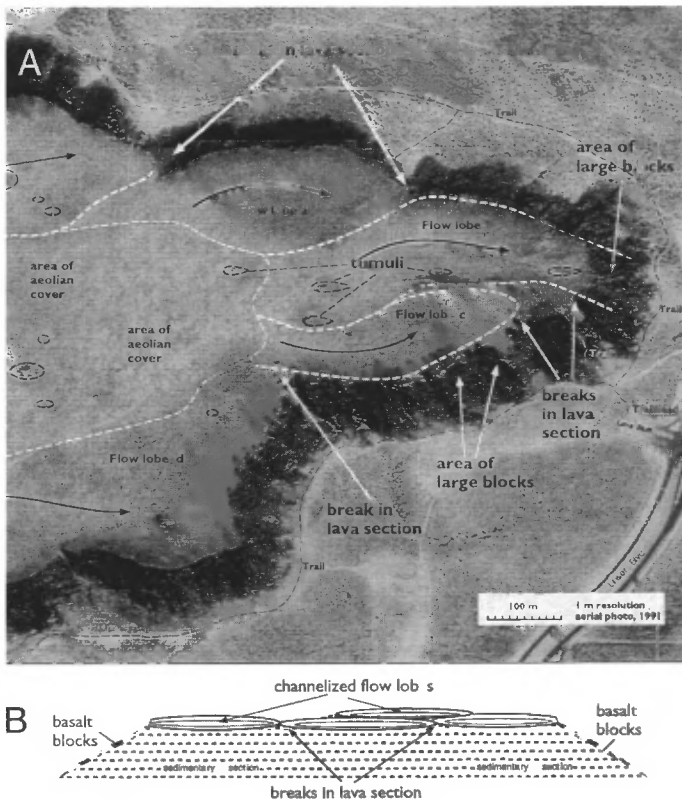 A
Trail
area of
large b cks
Flow lobe
tumuli
area of
aeolian
cover
area of
aeolian
cover
Flow lob c
Trail
breaks
in lava
section
Flow lobe d
area of
large blocks
break in
lava section
Trail
100 m
1 m resolution
aerial photo, 1991
B
channelized flow lob s
basalt
blocks
basalt
blocks
sedimentary section
sedimentary section
breaks in lava section